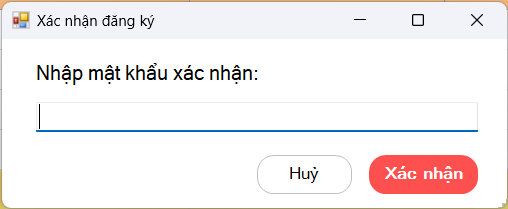 Xác nhận đăng ký
Nhập mật khẩu xác nhận:
Huỷ
Xác nhận